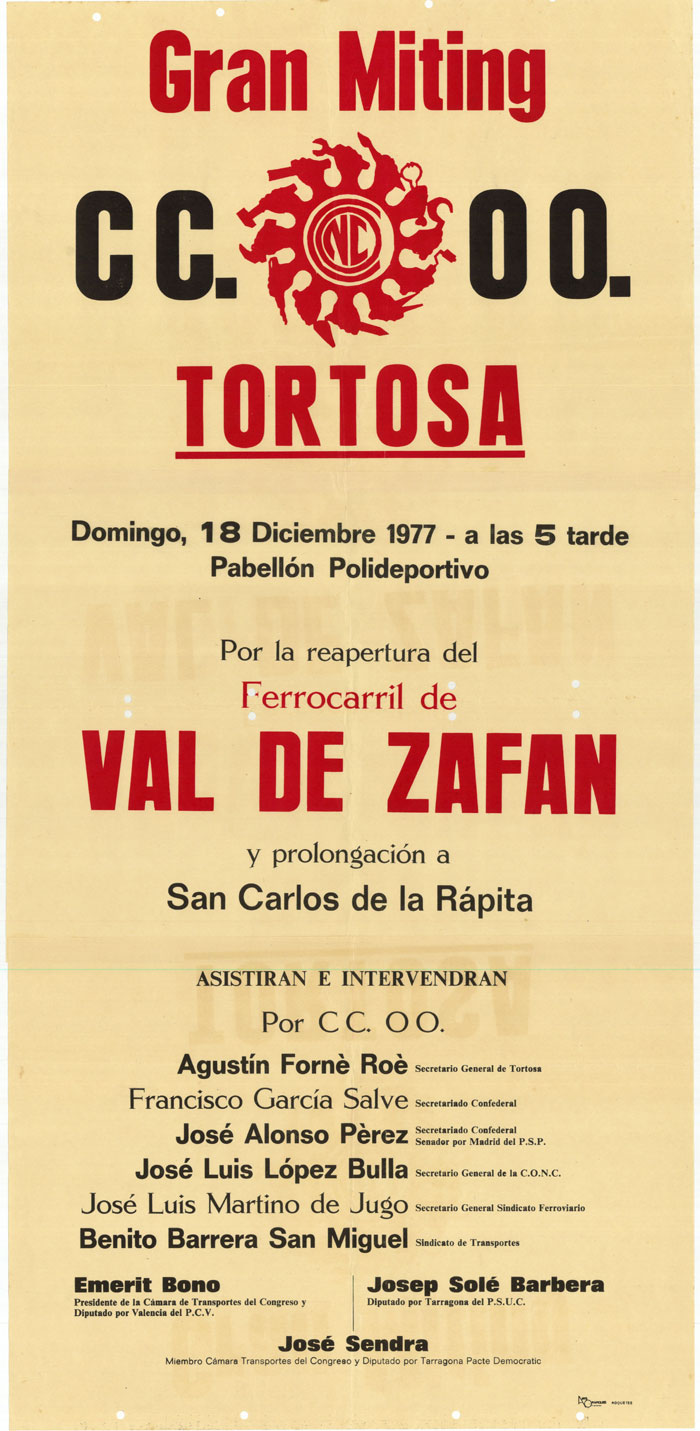 Gran Miting
CC. OO.
CONC
TORTOSA
Domingo, 18 Diciembre 1977 - a las 5 tarde
Pabellón Polideportivo
Por la reapertura del
Ferrocarril de
VAL DE ZAFAN
y prolongación a
San Carlos de la Rápita
ASISTIRAN E INTERVENDRAN
Por CC. OO.
Agustín Fornè Roè Secretario General de Tortosa
Francisco García Salve Secretariado Confederal
José Alonso Pèrez Secretariado Confederal
Senador por Madrid del P.S.P.
José Luis López Bulla Secretario General de la C.O.N.C.
José Luis Martino de Jugo Secretario General Sindicato Ferroviario
Benito Barrera San Miguel Sindicato de Transportes
Emerit Bono
Presidente de la Cámara de Transportes del Congreso y
Diputado por Valencia del P.C.V.
Josep Solé Barbera
Diputado por Tarragona del P.S.U.C.
José Sendra
Miembro Cámara Transportes del Congreso y Diputado por Tarragona Pacte Democratic
ROQUETES